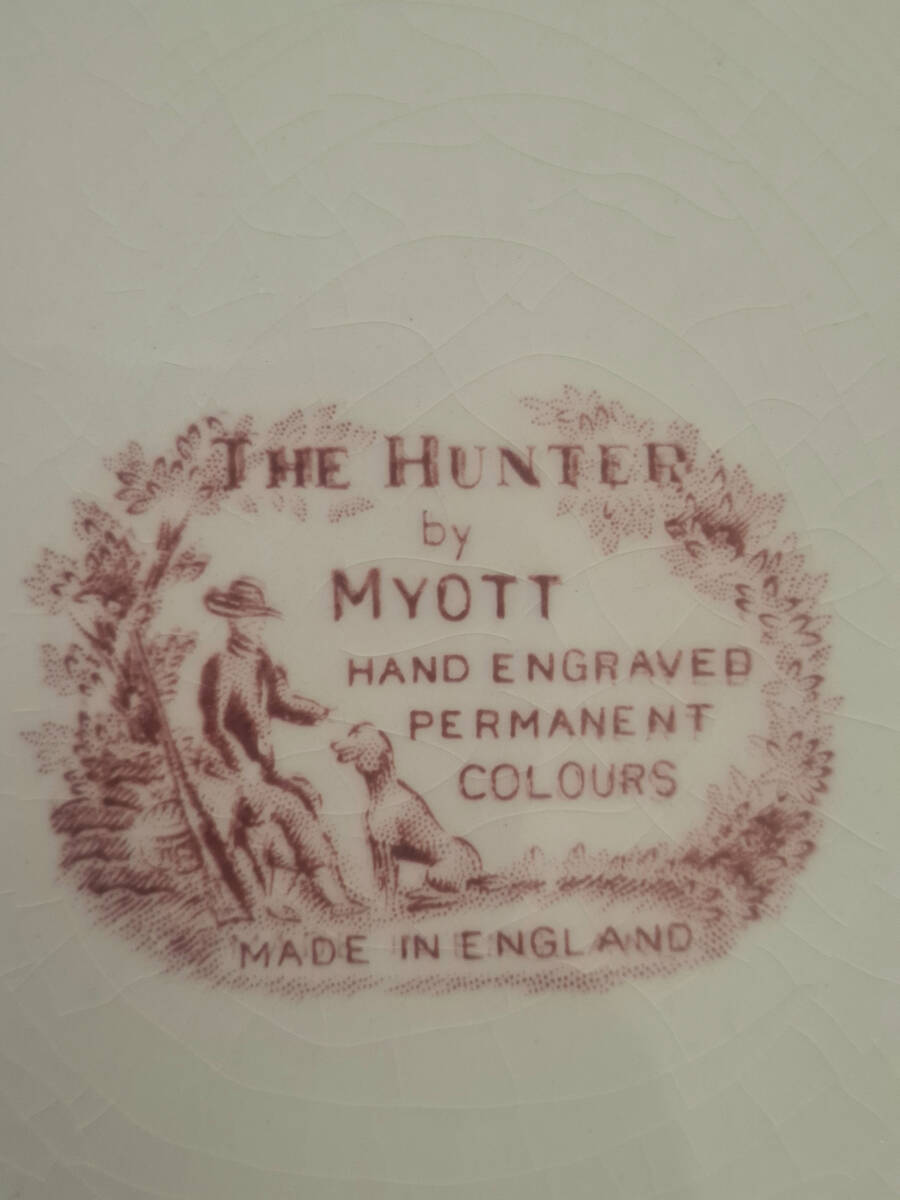 THE HUNTER
by
MYOTT
HAND ENGRAVED
PERMANENT
COLOURS
MADE IN ENGLAND